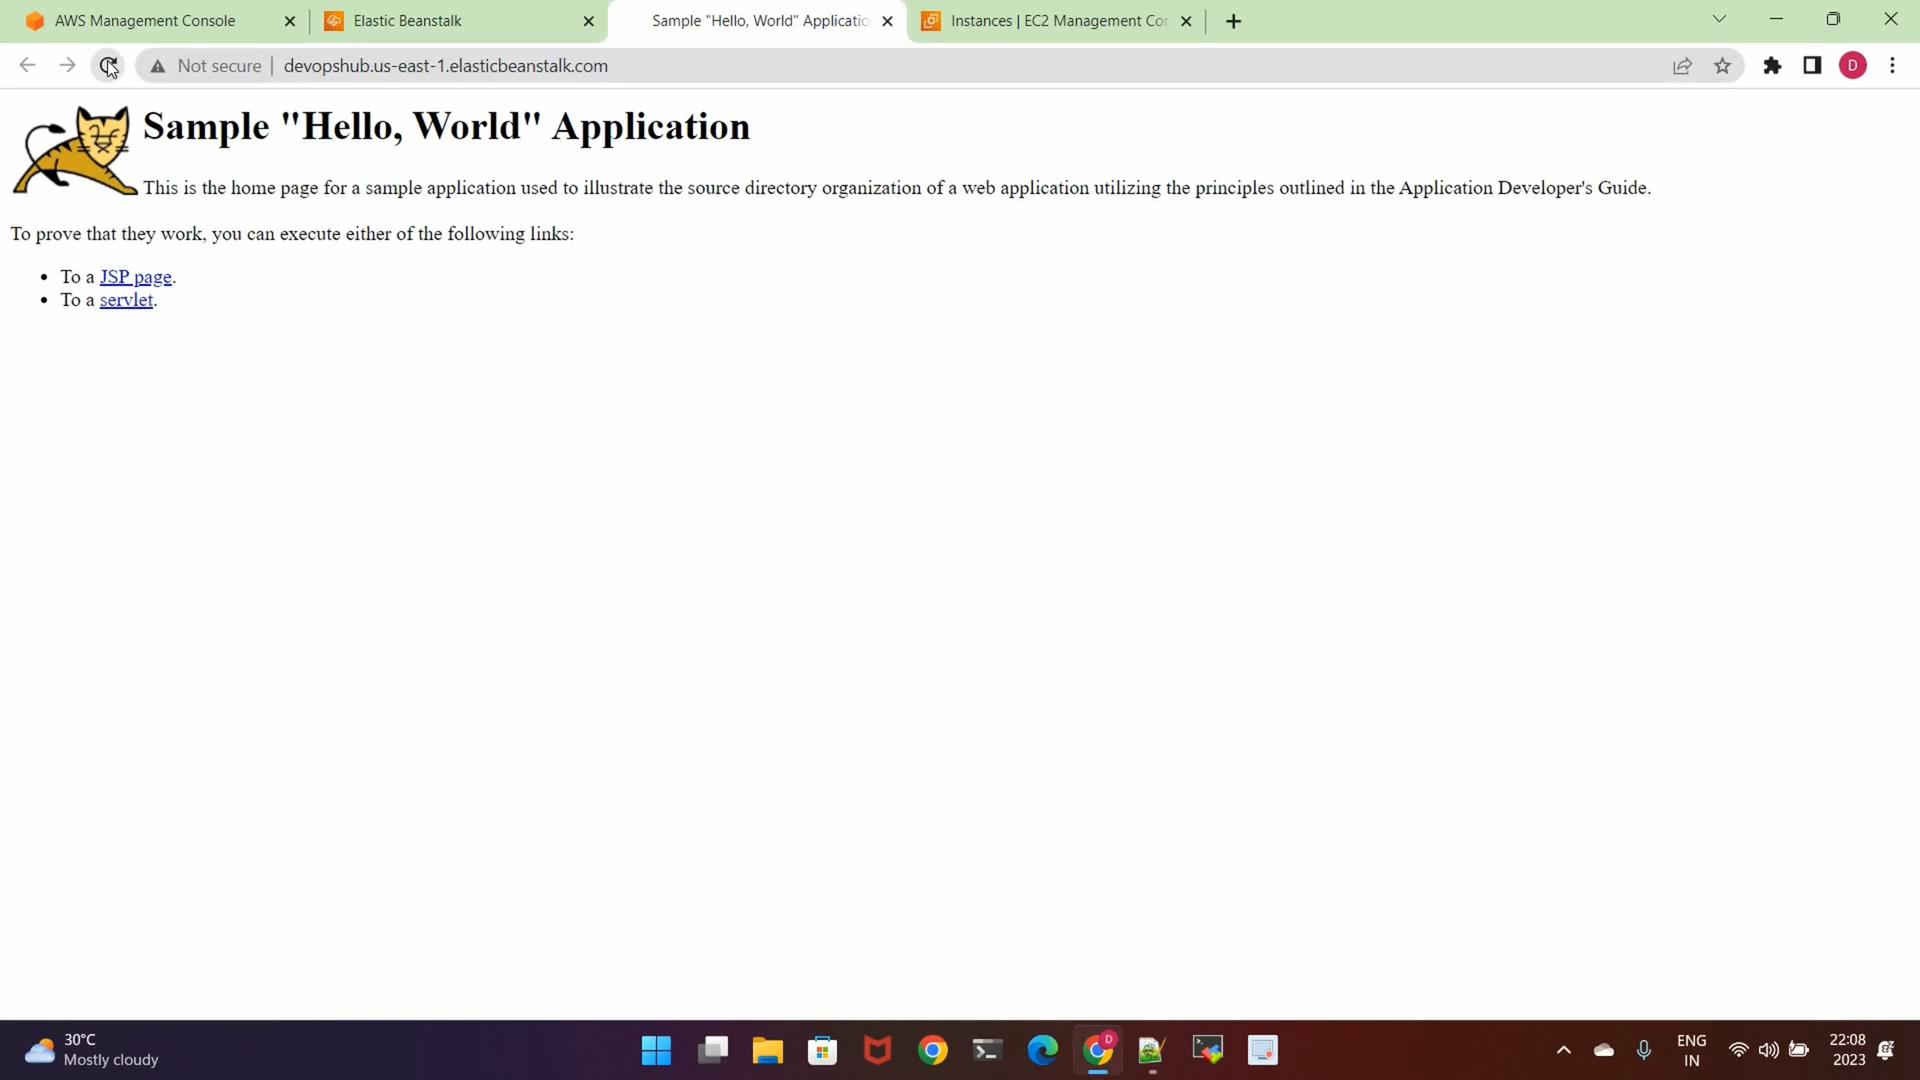 AWS Management Console
Elastic Beanstalk
Sample "Hello, World" Applicatio
Instances | EC2 Management Co
Not secure
devopshub.us-east-1.elasticbeanstalk.com
D
Sample "Hello, World" Application
This is the home page for a sample application used to illustrate the source directory organization of a web application utilizing the principles outlined in the Application Developer's Guide.
To prove that they work, you can execute either of the following links:
• To a JSP page.
• To a servlet.
30°C
Mostly cloudy
D
ENG
IN
22:08
2023